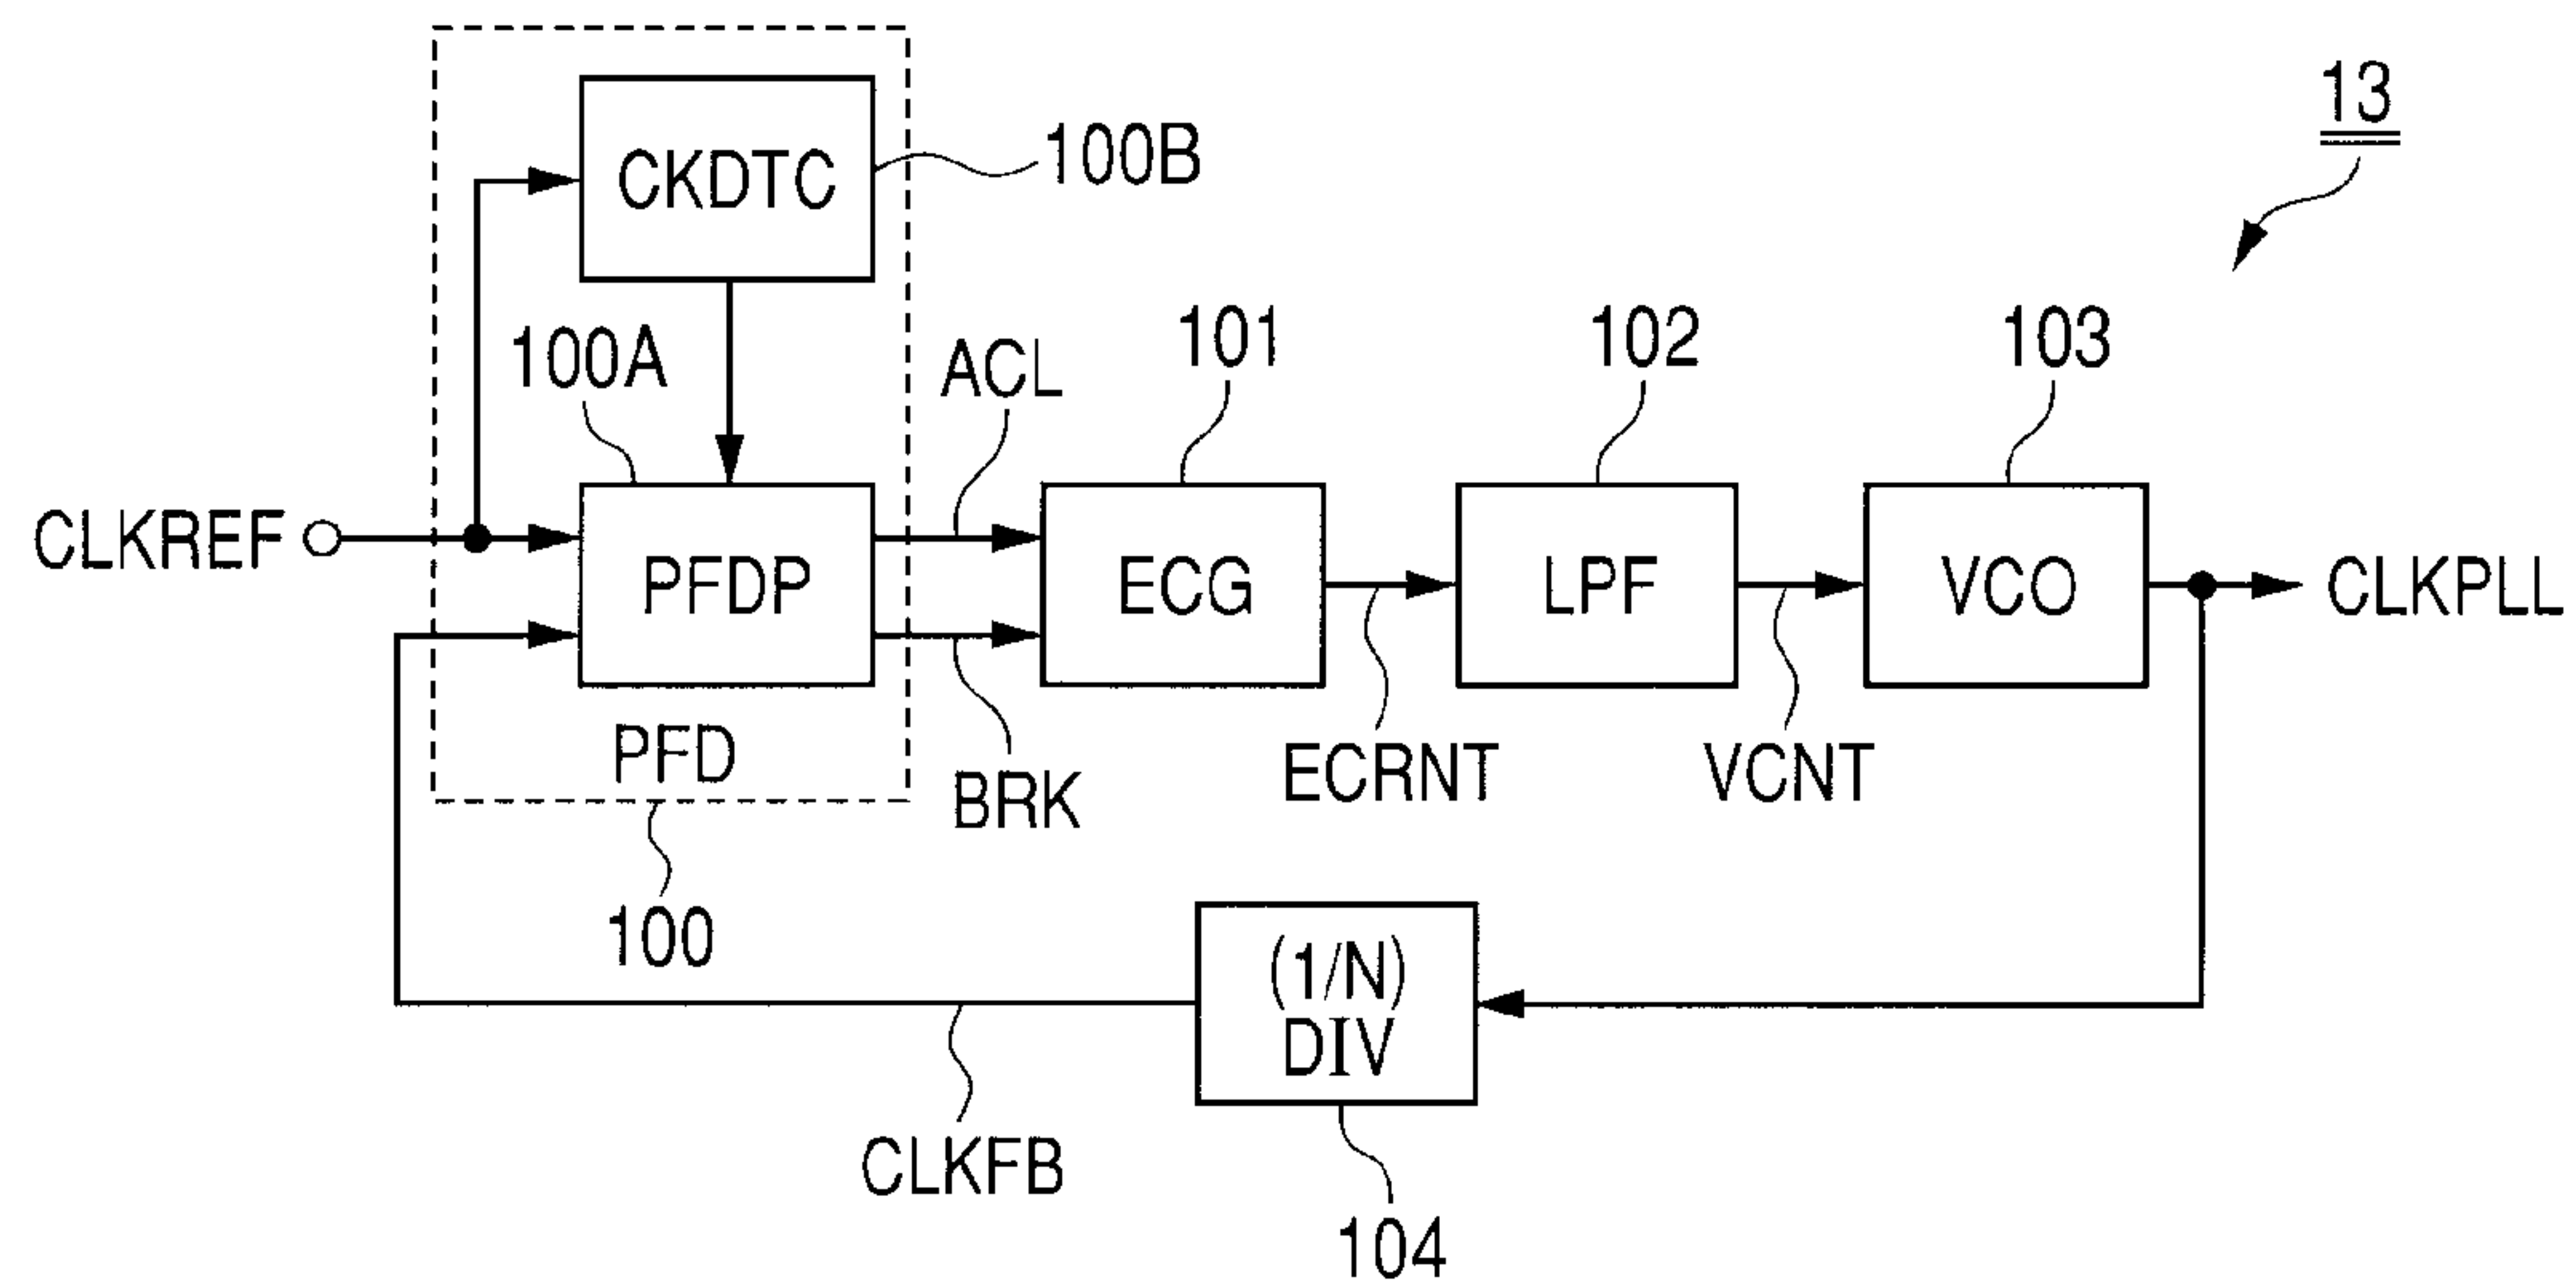 13
CKDTC
100B
100A
ACL
101
102
103
CLKREF
PFDP
ECG
LPF
VCO
CLKPLL
PFD
BRK
ECRNT
VCNT
100
(1/N)
DIV
CLKFB
104